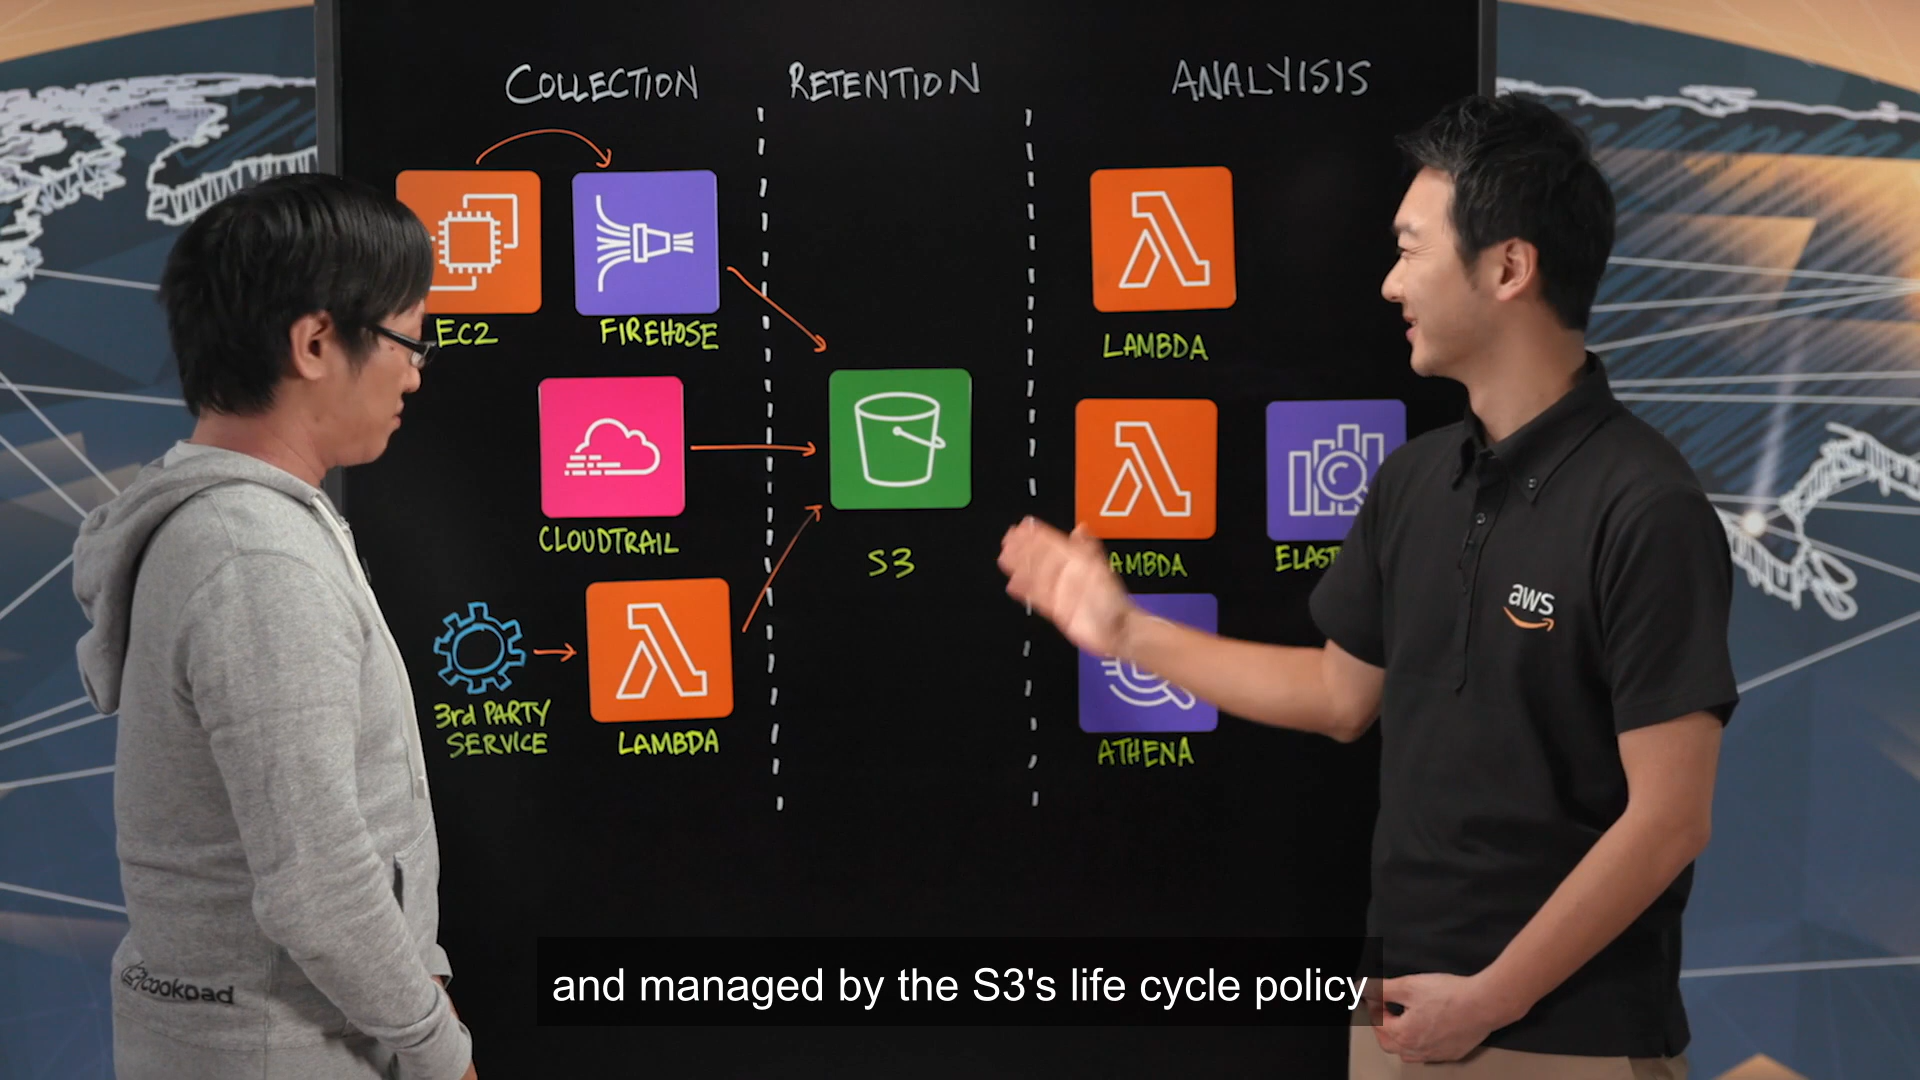 COLLECTION
RETENTION
ANALYISIS
EC2
FIREHOSE
LAMBDA
CLOUDTRAIL
S3
3rd PARTY
SERVICE
LAMBDA
ATHENA
aws
cookpad
and managed by the S3's life cycle policy